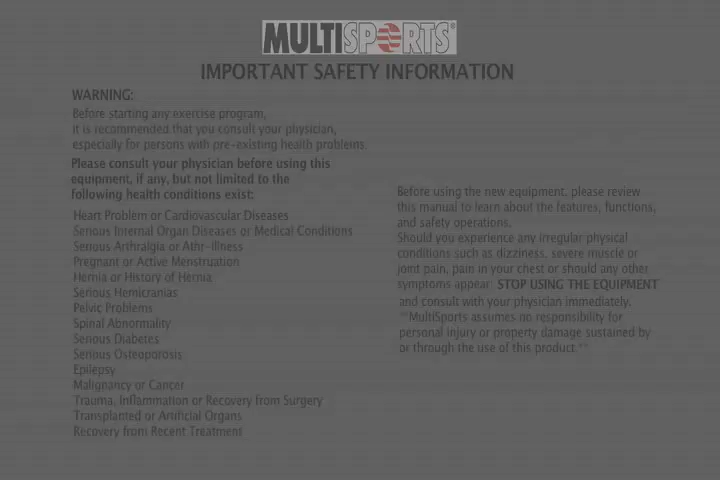 MULTISPORTS®
IMPORTANT SAFETY INFORMATION
WARNING:
Before starting any exercise program,
it is recommended that you consult your physician,
especially for persons with pre-existing health problems.
Please consult your physician before using this
equipment, if any, but not limited to the
following health conditions exist:
Heart Problem or Cardiovascular Diseases
Serious Internal Organ Diseases or Medical Conditions
Serious Arthralgia or Athr-Illness
Pregnant or Active Menstruation
Hernia or History of Hernia
Serious Hemicranias
Pelvic Problems
Spinal Abnormality
Serious Diabetes
Serious Osteoporosis
Epilepsy
Malignancy or Cancer
Trauma, Inflammation or Recovery from Surgery
Transplanted or Artificial Organs
Recovery from Recent Treatment
Before using the new equipment, please review
this manual to learn about the features, functions,
and safety operations.
Should you experience any irregular physical
conditions such as dizziness, severe muscle or
joint pain, pain in your chest or should any other
symptoms appear: STOP USING THE EQUIPMENT
and consult with your physician immediately.
**MultiSports assumes no responsibility for
personal injury or property damage sustained by
or through the use of this product.**